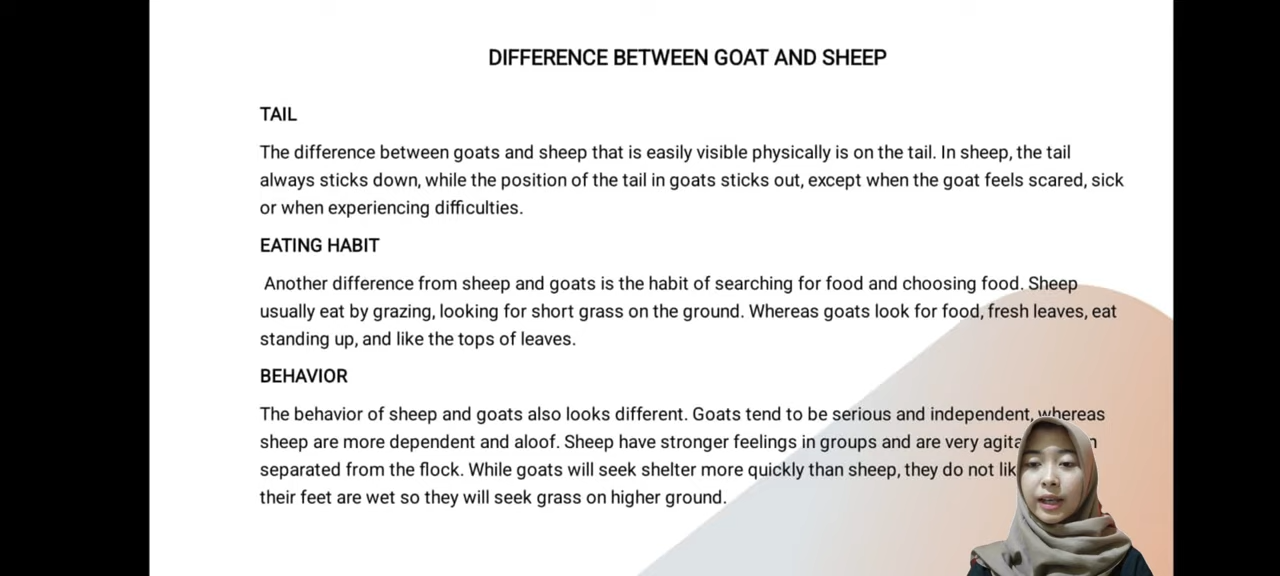 DIFFERENCE BETWEEN GOAT AND SHEEP
TAIL
The difference between goats and sheep that is easily visible physically is on the tail. In sheep, the tail
always sticks down, while the position of the tail in goats sticks out, except when the goat feels scared, sick
or when experiencing difficulties.
EATING HABIT
Another difference from sheep and goats is the habit of searching for food and choosing food. Sheep
usually eat by grazing, looking for short grass on the ground. Whereas goats look for food, fresh leaves, eat
standing up, and like the tops of leaves.
BEHAVIOR
The behavior of sheep and goats also looks different. Goats tend to be serious and independent, whereas
sheep are more dependent and aloof. Sheep have stronger feelings in groups and are very
separated from the flock. While goats will seek shelter more quickly than sheep, they do not
their feet are wet so they will seek grass on higher ground.